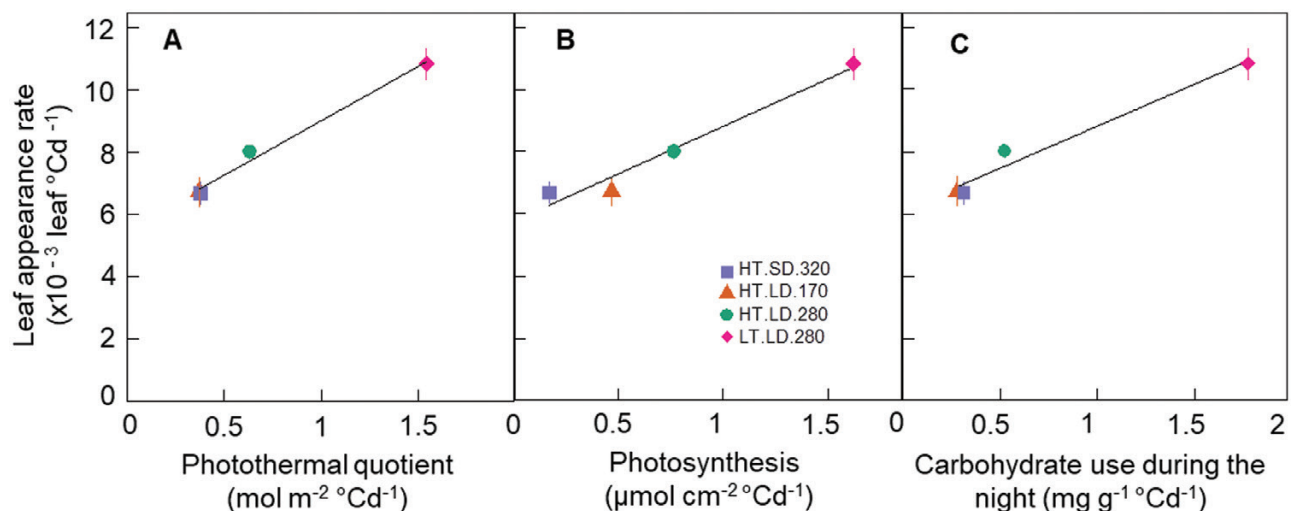 A
B
C
Leaf appearance rate
(x10⁻³ leaf °Cd⁻¹)
12
10
8
6
4
2
0
HT.SD.320
HT.LD.170
HT.LD.280
LT.LD.280
0 0.5 1 1.5
0 0.5 1 1.5
0 0.5 1 1.5 2
Photothermal quotient
(mol m⁻² °Cd⁻¹)
Photosynthesis
(µmol cm⁻² °Cd⁻¹)
Carbohydrate use during the
night (mg g⁻¹ °Cd⁻¹)